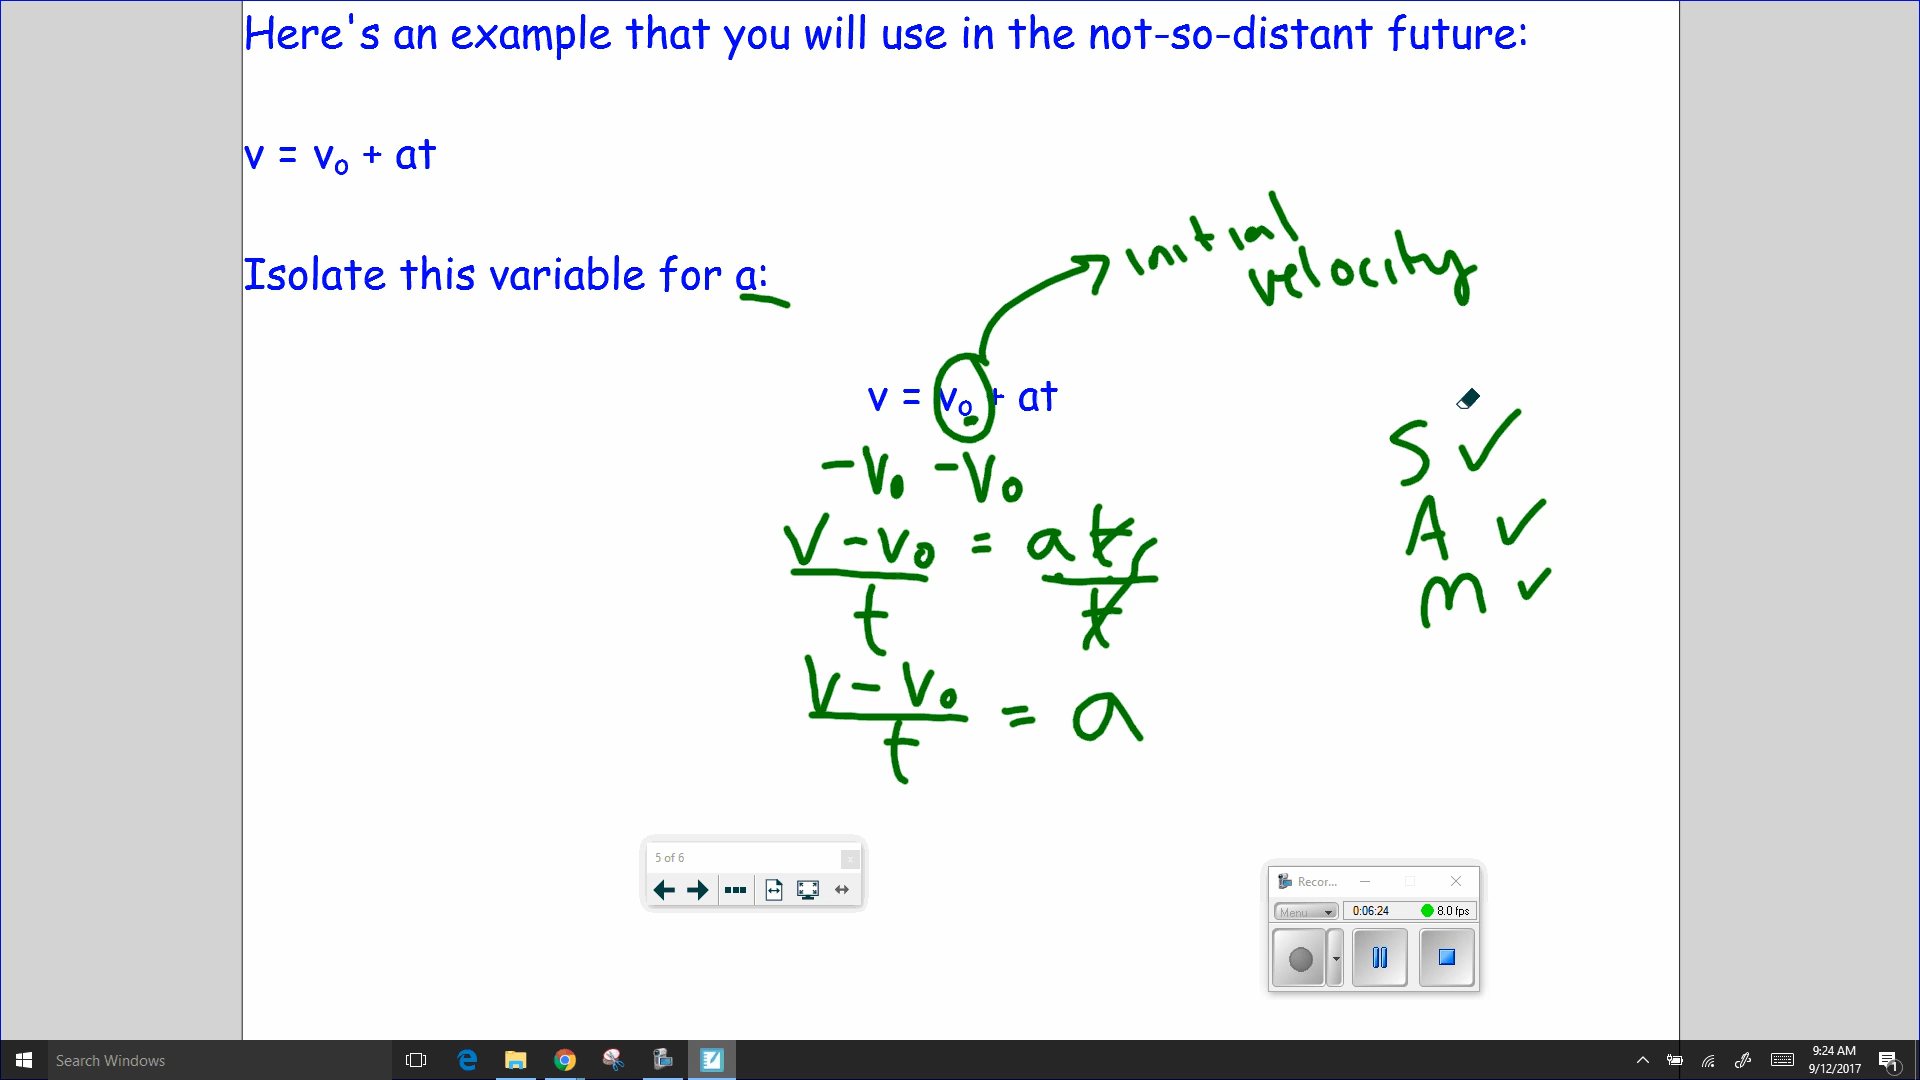 Here's an example that you will use in the not-so-distant future:
v = v₀ + at
Isolate this variable for a:
initial
velocity
v = v₀ + at
-v₀ -v₀
v - v₀ = at
t t
v - v₀ = a
t
S ✓
A ✓
M ✓
5 of 6
Recor...
Menu 0:06:24 8.0 fps
Search Windows
9:24 AM
9/12/2017
1